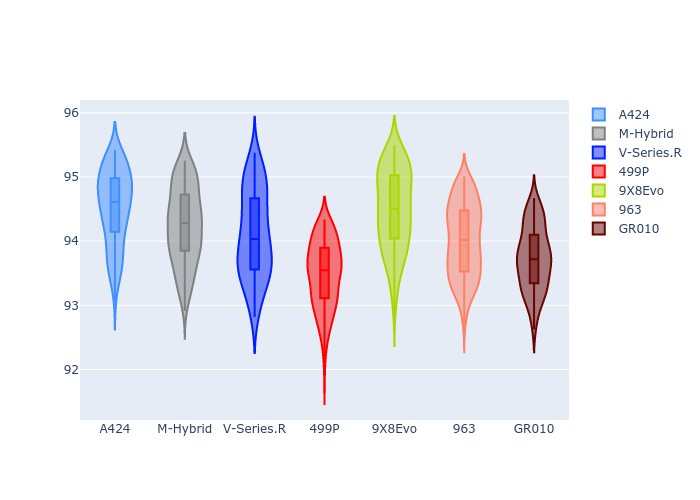 96
95
94
93
92
A424
M-Hybrid
V-Series.R
499P
9X8Evo
963
GR010
A424
M-Hybrid
V-Series.R
499P
9X8Evo
963
GR010